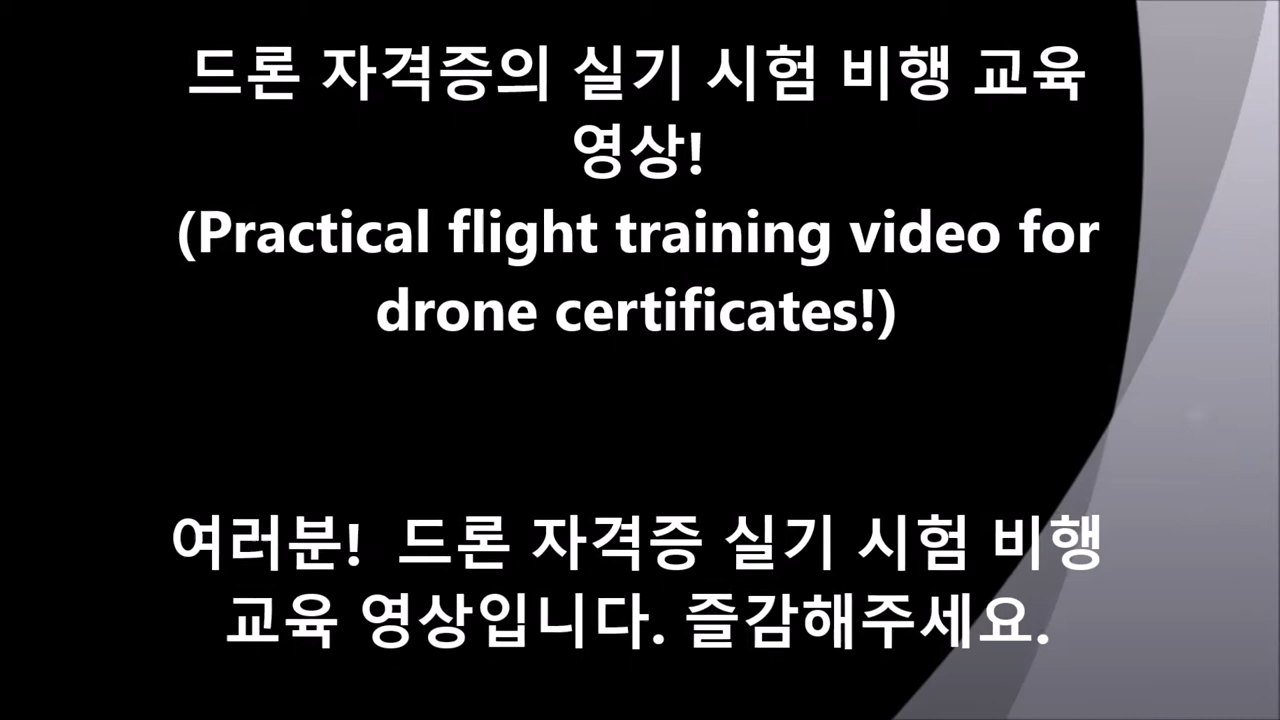 드론 자격증의 실기 시험 비행 교육
영상!
(Practical flight training video for
drone certificates!)
여러분!  드론 자격증 실기 시험 비행
교육 영상입니다. 즐감해주세요.